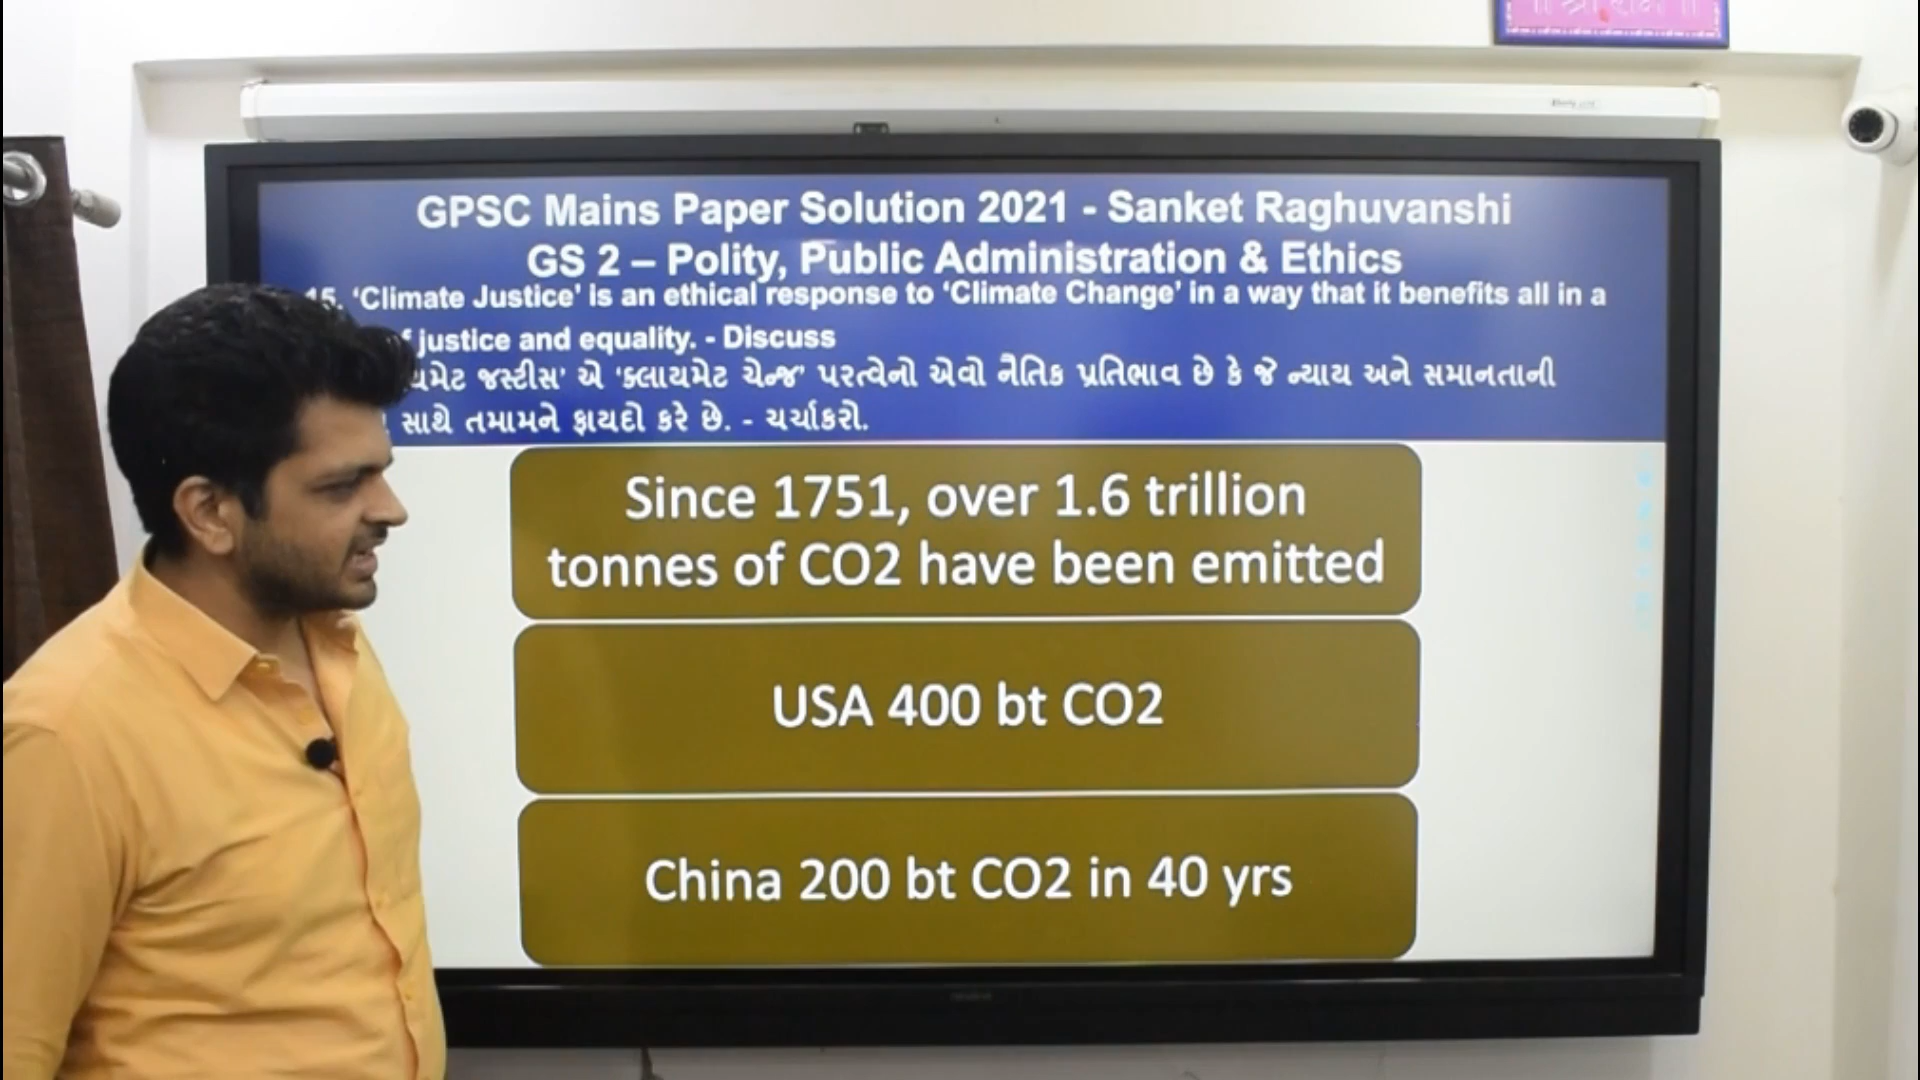 ॥ શ્રી રામ ॥
GPSC Mains Paper Solution 2021 - Sanket Raghuvanshi
GS 2 – Polity, Public Administration & Ethics
15. ‘Climate Justice’ is an ethical response to ‘Climate Change’ in a way that it benefits all in a
justice and equality. - Discuss
જસ્ટીસ’ એ ‘ક્લાયમેટ ચેન્જ’ પરત્વેનો એવો નૈતિક પ્રતિભાવ છે કે જે ન્યાય અને સમાનતાની
સાથે તમામને ફાયદો કરે છે. - ચર્ચાકરો.
Since 1751, over 1.6 trillion
tonnes of CO2 have been emitted
USA 400 bt CO2
China 200 bt CO2 in 40 yrs